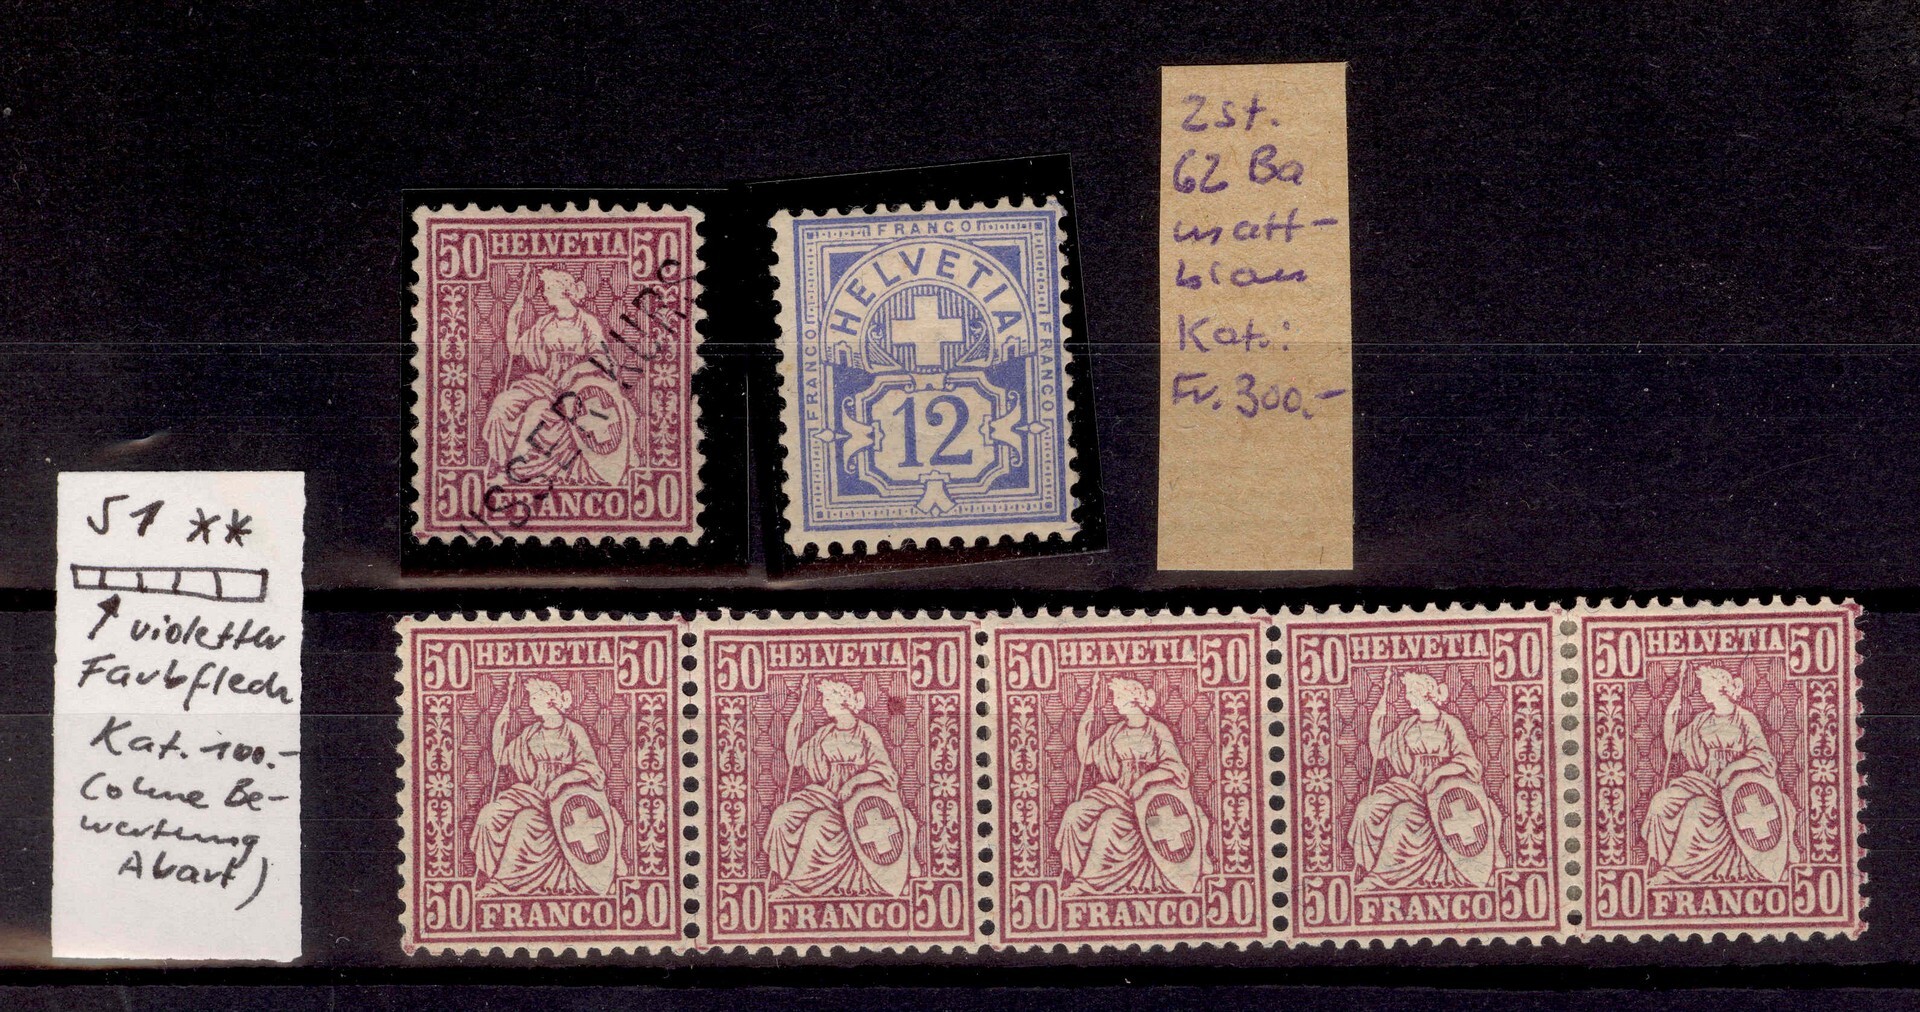 50 HELVETIA 50
USSER KURS
50 FRANCO 50
FRANCO
HELVETIA
FRANCO
FRANCO
12
Zst.
62 Ba
matt-
blau
Kat.:
Fr. 300.-
51 **
violetter
Farbfleck
Kat. 100.-
(ohne Be-
wertung
Abart)
50 HELVETIA 50
50 FRANCO 50
50 HELVETIA 50
50 FRANCO 50
50 HELVETIA 50
50 FRANCO 50
50 HELVETIA 50
50 FRANCO 50
50 HELVETIA 50
50 FRANCO 50